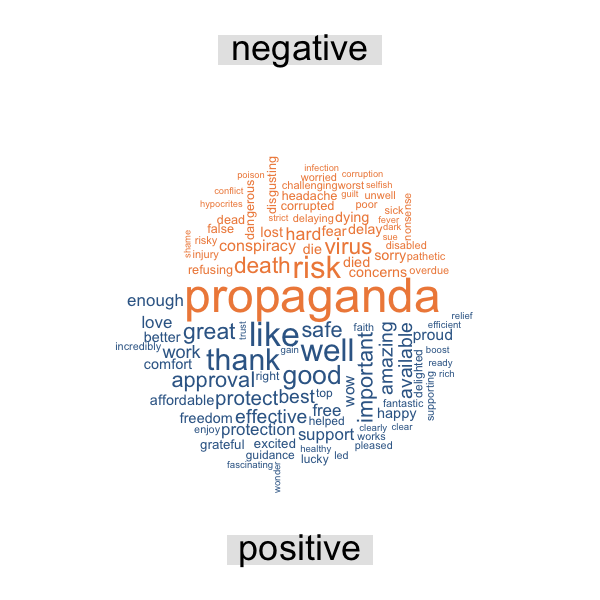 negative
infection
corruption
poison
worried
selfish
challenging
worst
disgusting
conflict
dangerous
headache
guilt
unwell
hypocrites
corrupted
poor
sick
nonsense
dead
strict
delaying
dying
fever
false
lost
hard
fear
delay
dark
shame
risky
conspiracy
die
virus
sue
disabled
injury
sorry
pathetic
refusing
death
risk
died
concerns
overdue
propaganda
enough
relief
love
great
trust
like
safe
faith
efficient
better
proud
incredibly
work
thank
gain
well
important
amazing
available
boost
comfort
ready
approval
right
good
wow
delighted
rich
affordable
protect
best
top
fantastic
supporting
freedom
effective
free
happy
enjoy
protection
helped
clearly
clear
grateful
excited
support
works
guidance
healthy
pleased
fascinating
lucky
led
wonder
positive